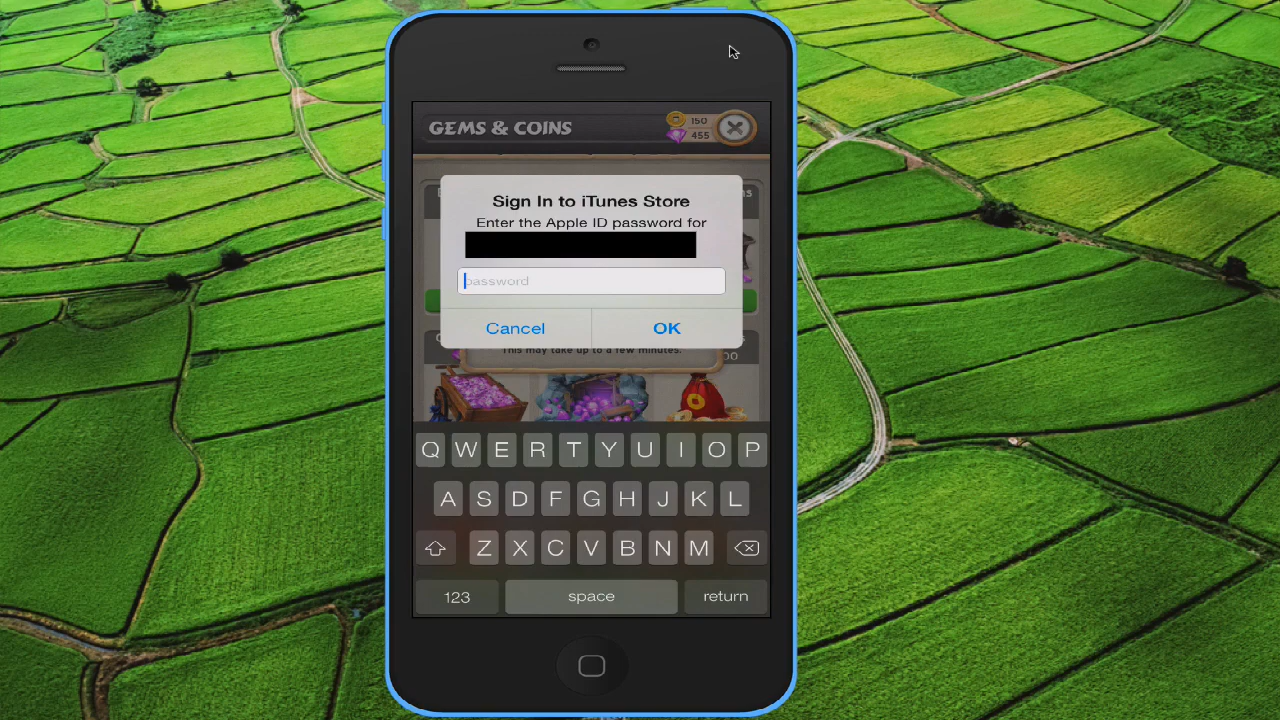 GEMS & COINS
150
455
Sign In to iTunes Store
Enter the Apple ID password for
password
Cancel
OK
This may take up to a few minutes.
Q W E R T Y U I O P
A S D F G H J K L
Z X C V B N M
123
space
return